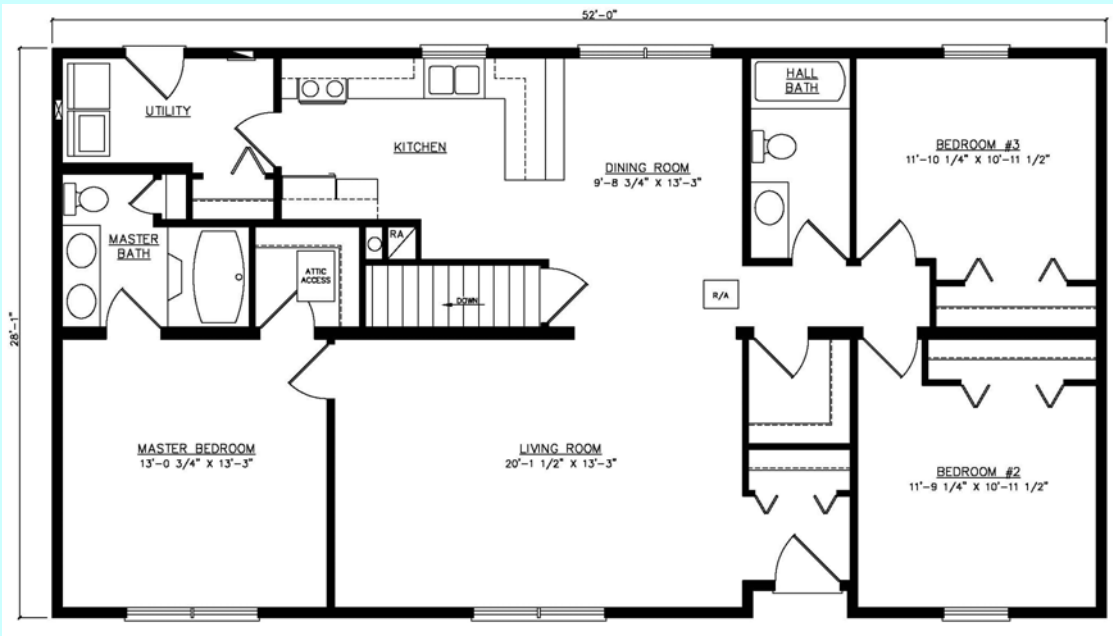 52'-0"
28'-1"
UTILITY
KITCHEN
DINING ROOM
9'-8 3/4" X 13'-3"
HALL
BATH
BEDROOM #3
11'-10 1/4" X 10'-11 1/2"
MASTER
BATH
ATTIC
ACCESS
RA
DOWN
R/A
MASTER BEDROOM
13'-0 3/4" X 13'-3"
LIVING ROOM
20'-1 1/2" X 13'-3"
BEDROOM #2
11'-9 1/4" X 10'-11 1/2"